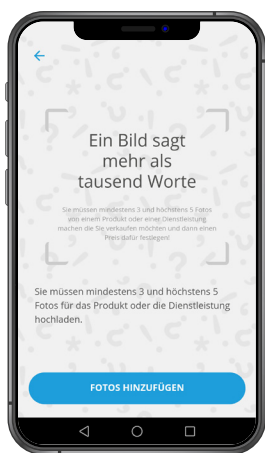 Ein Bild sagt
mehr als
tausend Worte
Sie müssen mindestens 3 und höchstens 5 Fotos
von einem Produkt oder einer Dienstleistung
machen die Sie verkaufen möchten und dann einen
Preis dafür festlegen!
Sie müssen mindestens 3 und höchstens 5
Fotos für das Produkt oder die Dienstleistung
hochladen.
FOTOS HINZUFÜGEN